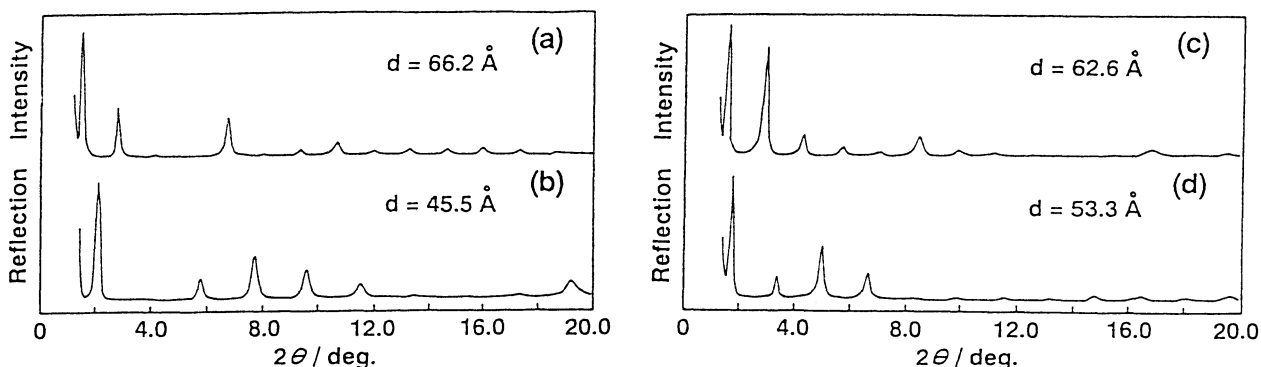 (a)
d = 66.2 Å
(b)
d = 45.5 Å
Reflection Intensity
0 4.0 8.0 12.0 16.0 20.0
2θ / deg.
(c)
d = 62.6 Å
(d)
d = 53.3 Å
Reflection Intensity
0 4.0 8.0 12.0 16.0 20.0
2θ / deg.